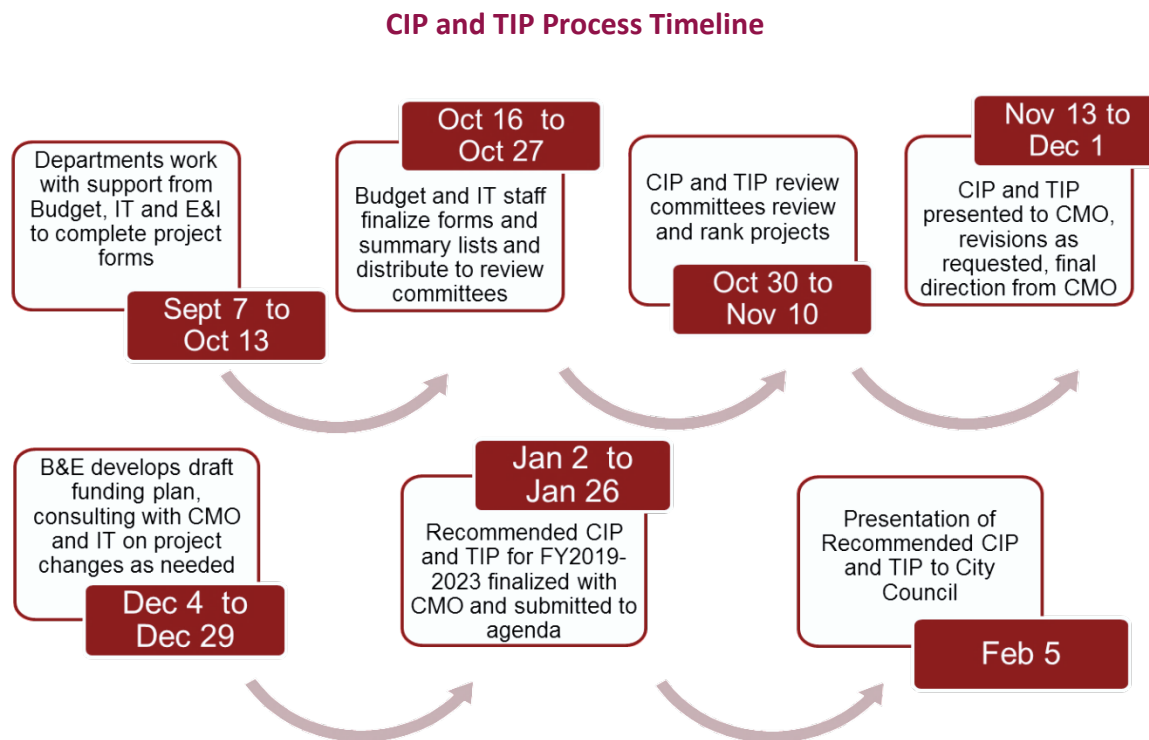 CIP and TIP Process Timeline
Departments work
with support from
Budget, IT and E&I
to complete project
forms
Sept 7 to
Oct 13
Oct 16 to
Oct 27
Budget and IT staff
finalize forms and
summary lists and
distribute to review
committees
CIP and TIP review
committees review
and rank projects
Oct 30 to
Nov 10
Nov 13 to
Dec 1
CIP and TIP
presented to CMO,
revisions as
requested, final
direction from CMO
B&E develops draft
funding plan,
consulting with CMO
and IT on project
changes as needed
Dec 4 to
Dec 29
Jan 2 to
Jan 26
Recommended CIP
and TIP for FY2019-
2023 finalized with
CMO and submitted to
agenda
Presentation of
Recommended CIP
and TIP to City
Council
Feb 5